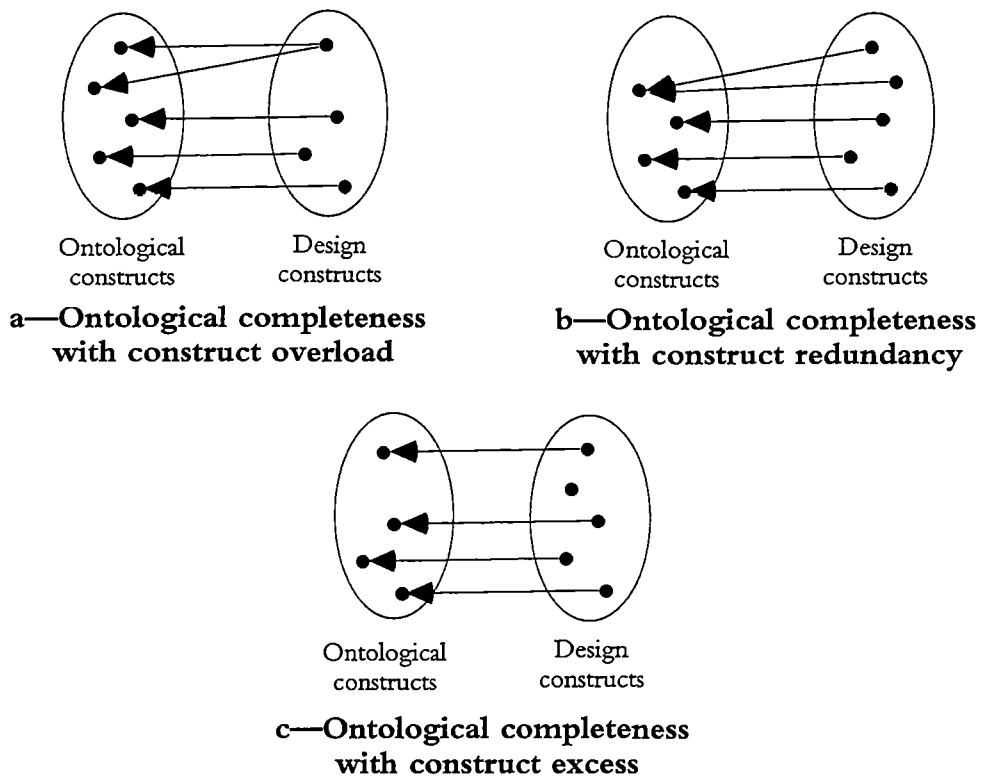 Ontological
constructs
Design
constructs
a—Ontological completeness
with construct overload
Ontological
constructs
Design
constructs
b—Ontological completeness
with construct redundancy
Ontological
constructs
Design
constructs
c—Ontological completeness
with construct excess